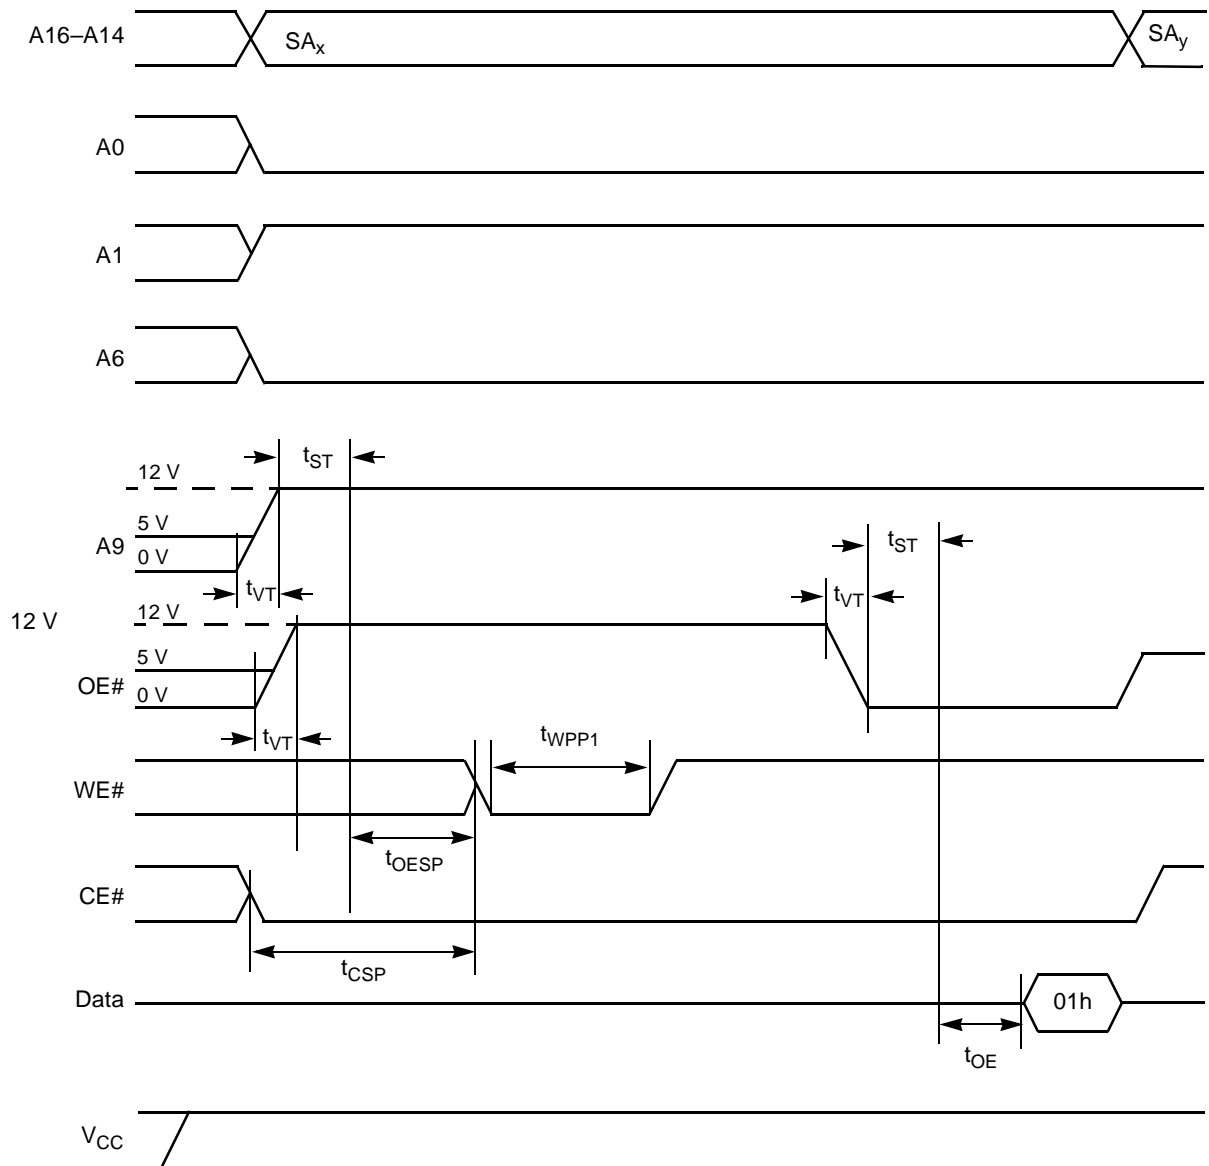 A16–A14
SAx
SAy
A0
A1
A6
tST
12 V
5 V
A9
0 V
tST
tVT
tVT
12 V
12 V
5 V
OE#
0 V
tVT
tWPP1
WE#
tOESP
CE#
tCSP
Data
01h
tOE
VCC